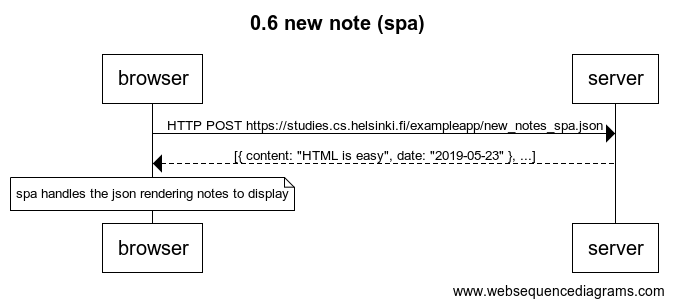 0.6 new note (spa)
browser
server
HTTP POST https://studies.cs.helsinki.fi/exampleapp/new_notes_spa.json
[{ content: "HTML is easy", date: "2019-05-23" }, ...]
spa handles the json rendering notes to display
browser
server
www.websequencediagrams.com